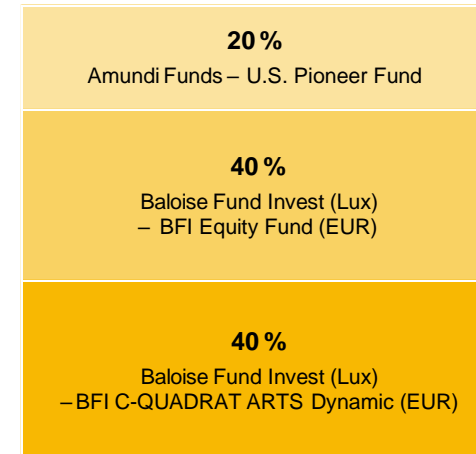 20 %
Amundi Funds – U.S. Pioneer Fund
40 %
Baloise Fund Invest (Lux)
– BFI Equity Fund (EUR)
40 %
Baloise Fund Invest (Lux)
– BFI C-QUADRAT ARTS Dynamic (EUR)